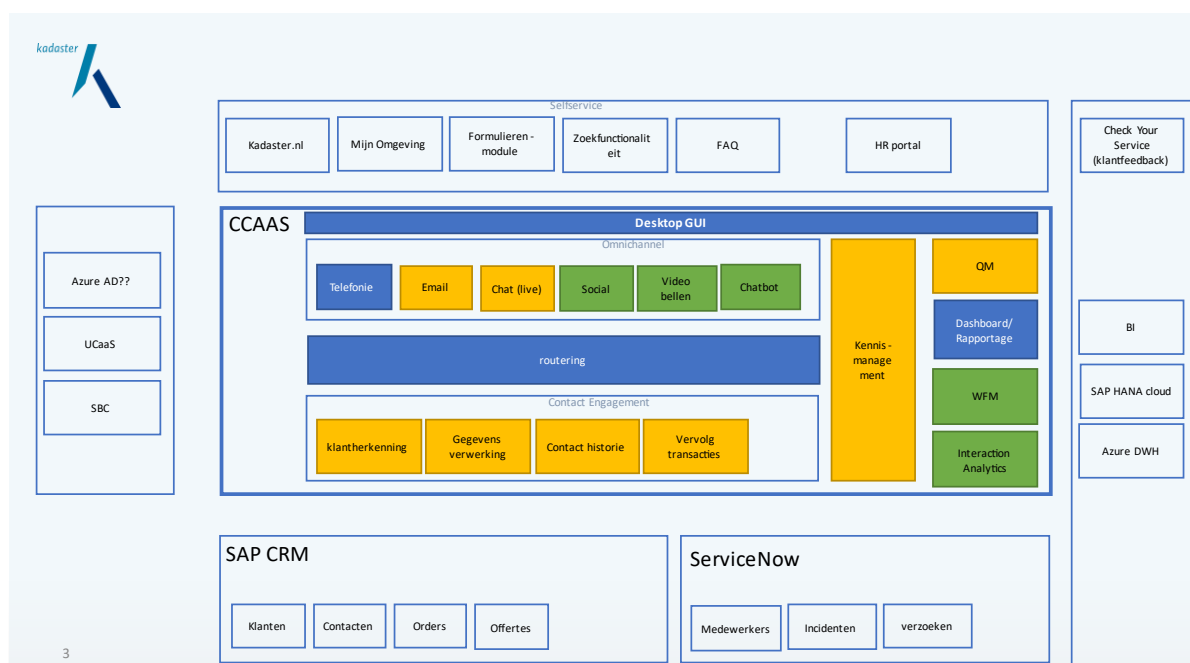 kadaster
Selfservice
Kadaster.nl
Mijn Omgeving
Formulieren -
module
Zoekfunctionalit
eit
FAQ
HR portal
Check Your
Service
(klantfeedback)
CCAAS
Desktop GUI
Omnichannel
Telefonie
Email
Chat (live)
Social
Video
bellen
Chatbot
routering
Contact Engagement
klantherkenning
Gegevens
verwerking
Contact historie
Vervolg
transacties
Kennis -
manage
ment
QM
Dashboard/
Rapportage
WFM
Interaction
Analytics
Azure AD??
UCaaS
SBC
BI
SAP HANA cloud
Azure DWH
SAP CRM
Klanten
Contacten
Orders
Offertes
ServiceNow
Medewerkers
Incidenten
verzoeken
3